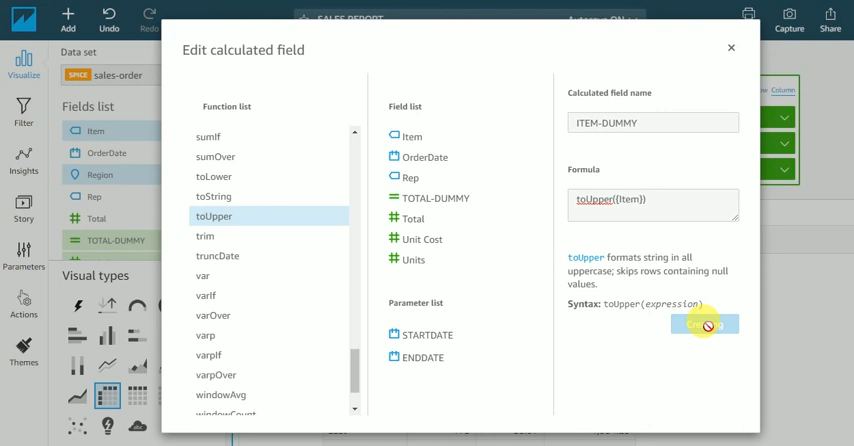 Add
Undo
Redo
SALES REPORT
Autosave ON
Capture
Share
Visualize
Filter
Insights
Story
Parameters
Actions
Themes
Data set
SPICE sales-order
Fields list
Item
OrderDate
Region
Rep
Total
TOTAL-DUMMY
Visual types
Edit calculated field
Function list
sumIf
sumOver
toLower
toString
toUpper
trim
truncDate
var
varIf
varOver
varp
varpIf
varpOver
windowAvg
windowCount
Field list
Item
OrderDate
Rep
TOTAL-DUMMY
Total
Unit Cost
Units
Parameter list
STARTDATE
ENDDATE
Calculated field name
ITEM-DUMMY
Formula
toUpper({Item})
toUpper formats string in all
uppercase; skips rows containing null
values.
Syntax: toUpper(expression)
Creating
Column